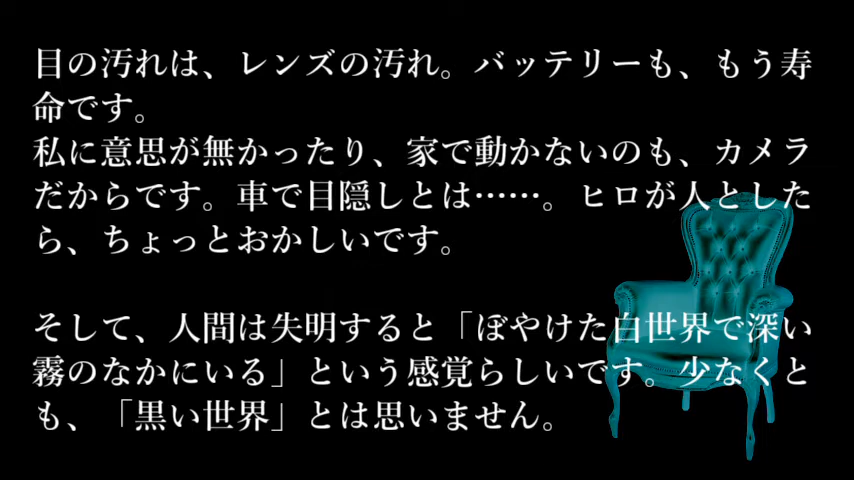 目の汚れは、レンズの汚れ。バッテリーも、もう寿
命です。
私に意思が無かったり、家で動かないのも、カメラ
だからです。車で目隠しとは……。ヒロが人とした
ら、ちょっとおかしいです。
そして、人間は失明すると「ぼやけた白世界で深い
霧のなかにいる」という感覚らしいです。少なくと
も、「黒い世界」とは思いません。